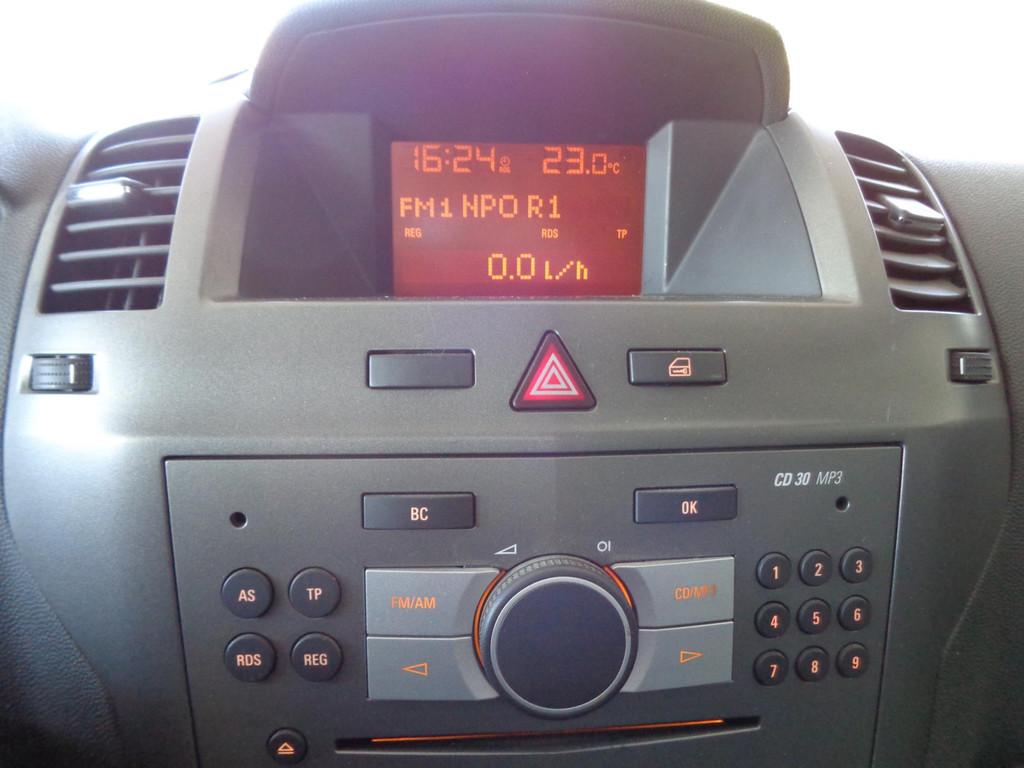 16:24 23.0°C
FM1 NPO R1
REG RDS TP
0.0 l/h
CD 30 MP3
BC OK
AS TP FM/AM CD/MP3 1 2 3
4 5 6
RDS REG 7 8 9